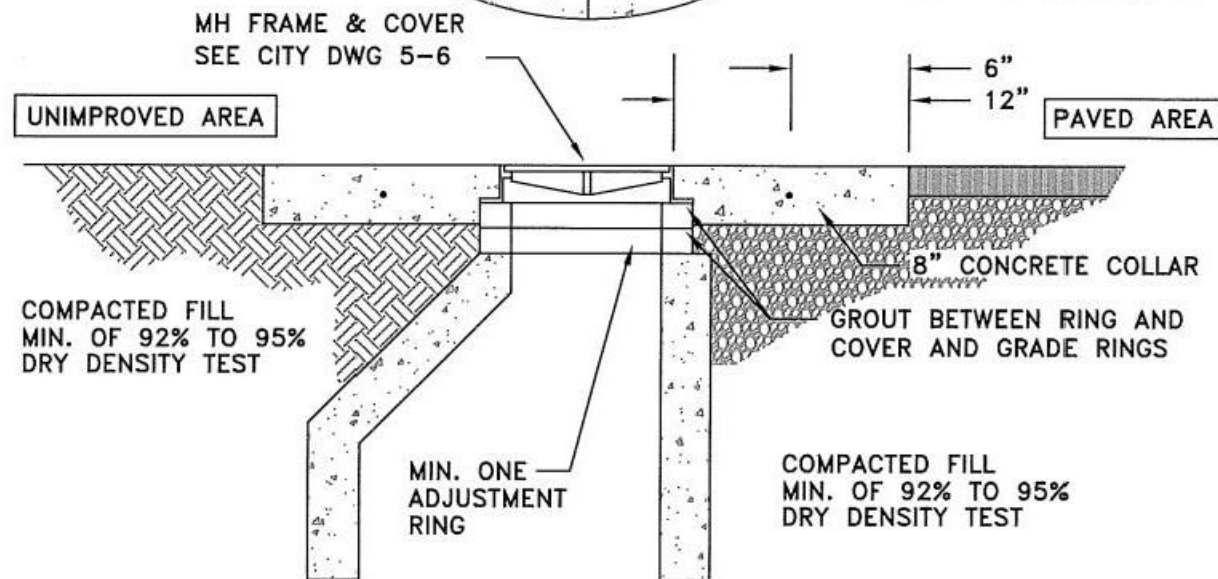 MH FRAME & COVER
SEE CITY DWG 5-6
6"
12"
UNIMPROVED AREA
PAVED AREA
8" CONCRETE COLLAR
COMPACTED FILL
MIN. OF 92% TO 95%
DRY DENSITY TEST
GROUT BETWEEN RING AND
COVER AND GRADE RINGS
MIN. ONE
ADJUSTMENT
RING
COMPACTED FILL
MIN. OF 92% TO 95%
DRY DENSITY TEST